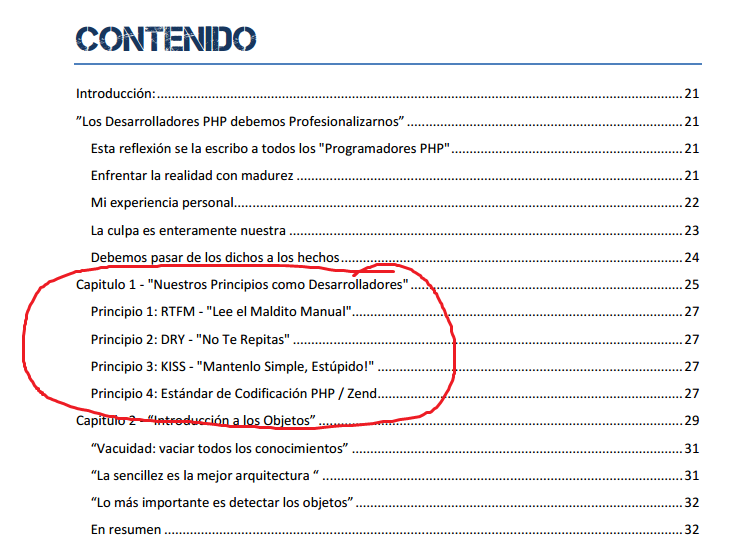 CONTENIDO
Introducción: 21
”Los Desarrolladores PHP debemos Profesionalizarnos” 21
Esta reflexión se la escribo a todos los "Programadores PHP" 21
Enfrentar la realidad con madurez 21
Mi experiencia personal 22
La culpa es enteramente nuestra 23
Debemos pasar de los dichos a los hechos 24
Capitulo 1 - "Nuestros Principios como Desarrolladores" 25
Principio 1: RTFM - "Lee el Maldito Manual" 27
Principio 2: DRY - "No Te Repitas" 27
Principio 3: KISS - "Mantenlo Simple, Estúpido!" 27
Principio 4: Estándar de Codificación PHP / Zend 27
Capitulo 2 - “Introducción a los Objetos” 29
“Vacuidad: vaciar todos los conocimientos” 31
“La sencillez es la mejor arquitectura “ 31
“Lo más importante es detectar los objetos” 32
En resumen 32